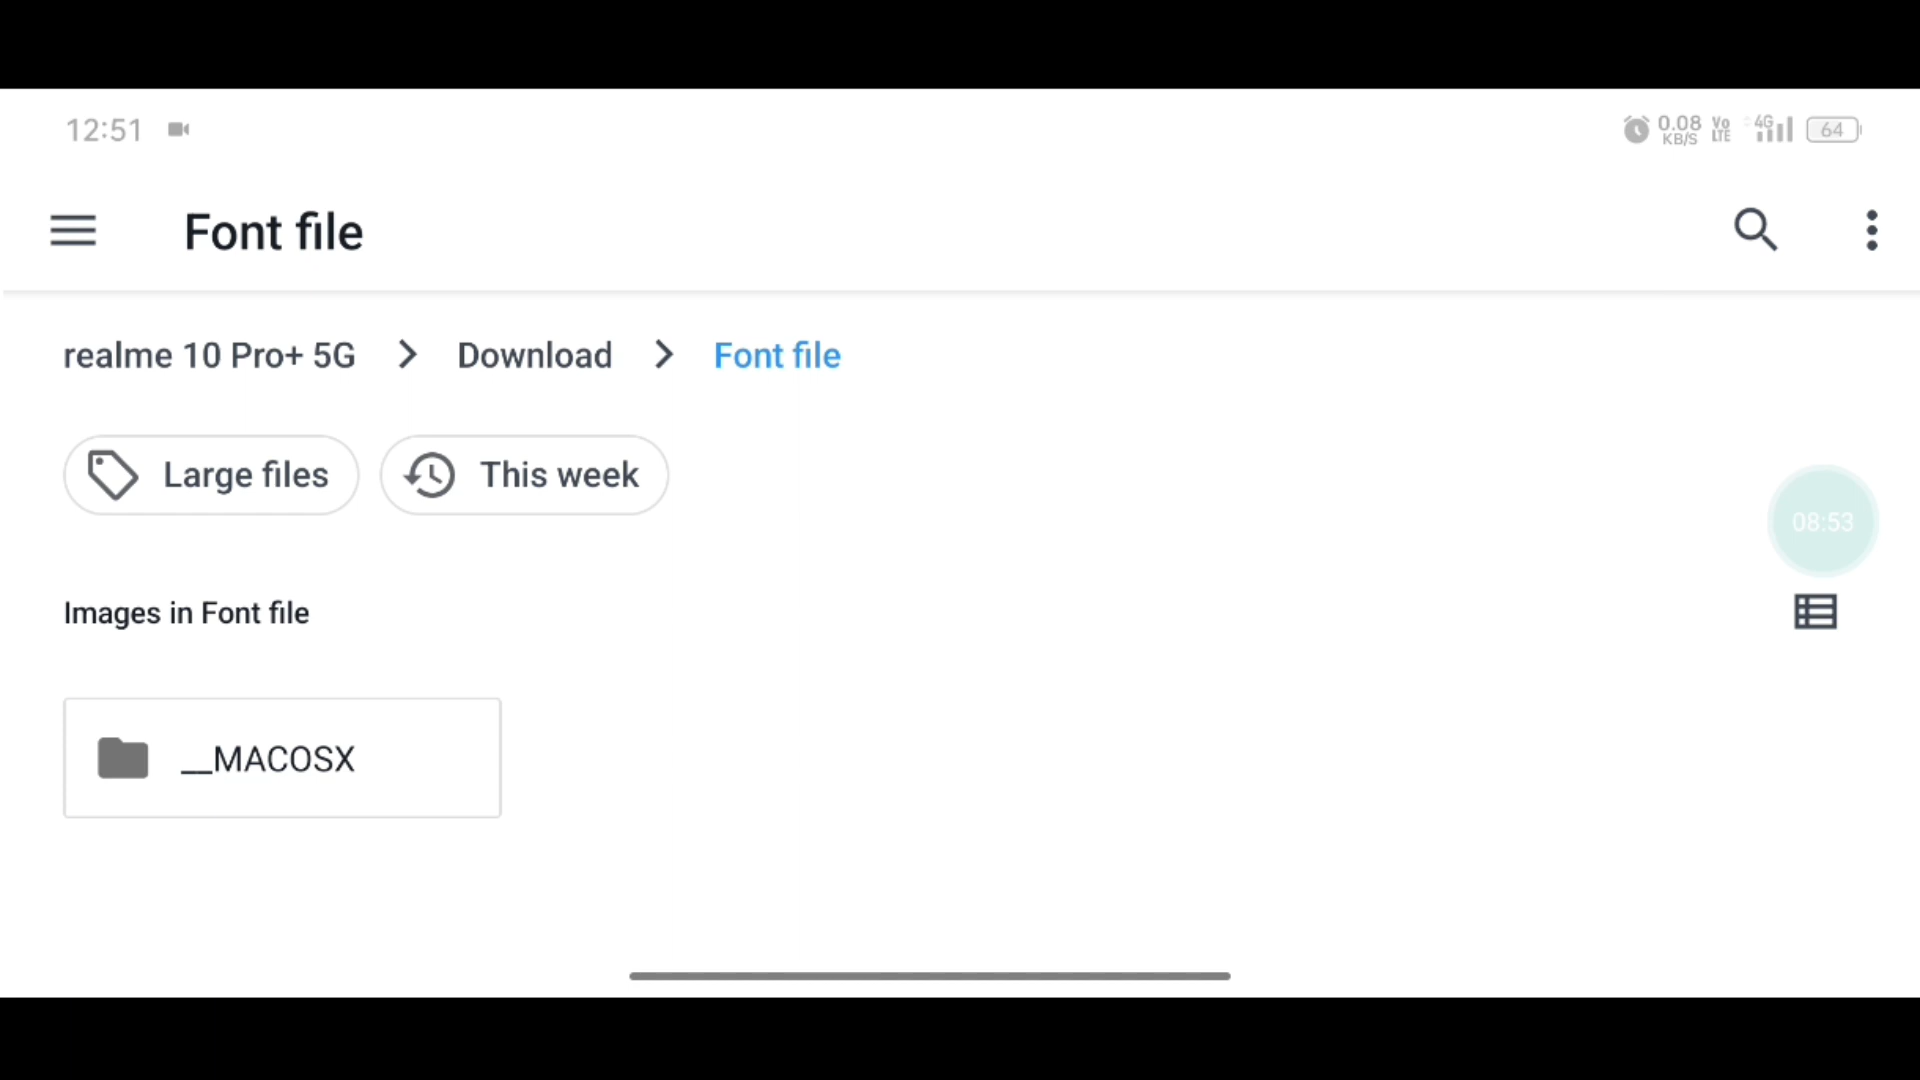 12:51
0.08 KB/S Vo LTE 4G 64
Font file
realme 10 Pro+ 5G > Download > Font file
Large files This week
08:53
Images in Font file
__MACOSX